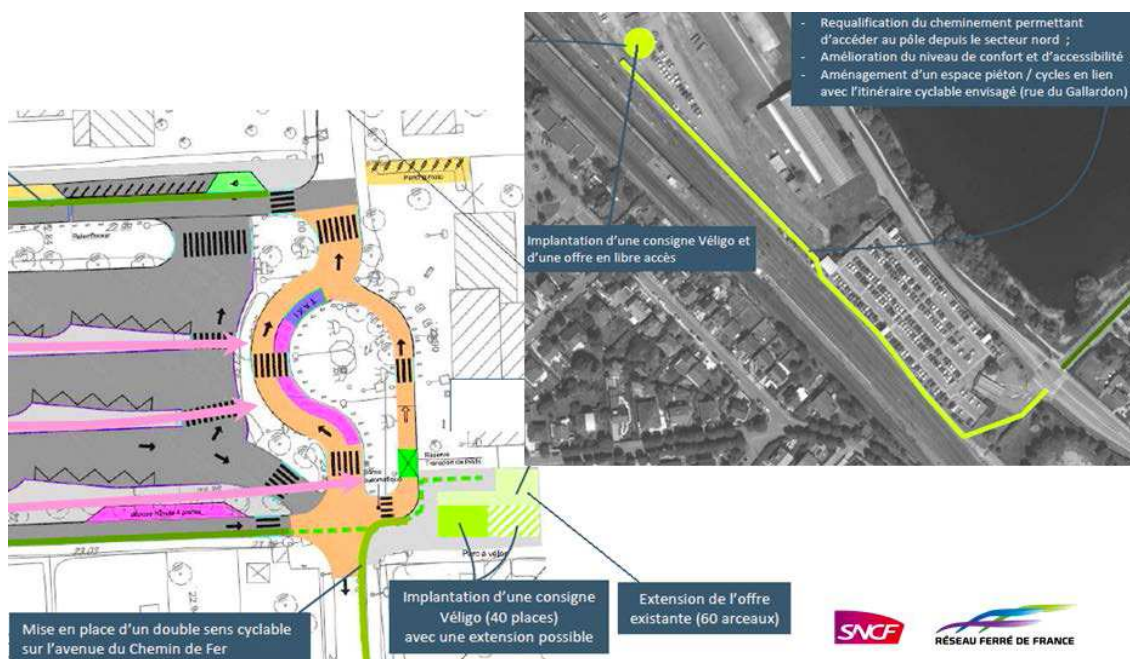 - Requalification du cheminement permettant
d'accéder au pôle depuis le secteur nord ;
- Amélioration du niveau de confort et d'accessibilité
- Aménagement d'un espace piéton / cycles en lien
avec l'itinéraire cyclable envisagé (rue du Gallardon)
Implantation d'une consigne Véligo et
d'une offre en libre accès
TAXI
Réservé
automatique
Parc à vélos
23.09
Mise en place d'un double sens cyclable
sur l'avenue du Chemin de Fer
Implantation d'une consigne
Véligo (40 places)
avec une extension possible
Extension de l'offre
existante (60 arceaux)
SNCF
RÉSEAU FERRÉ DE FRANCE